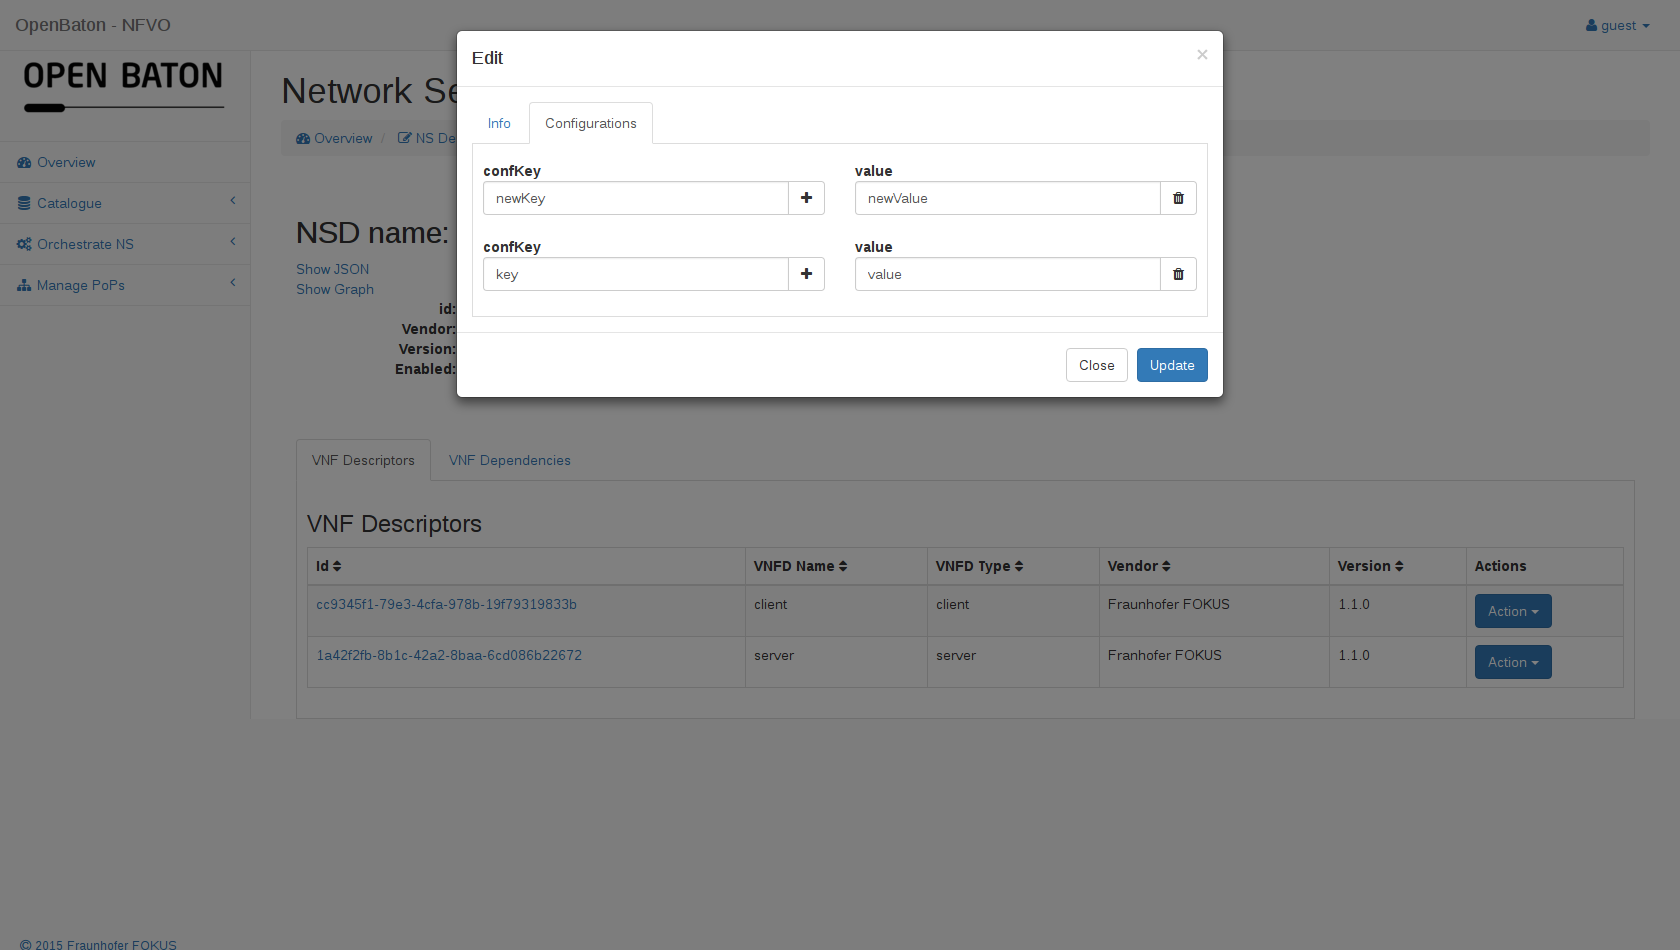 OpenBaton - NFVO
guest
OPEN BATON
Overview
Catalogue
Orchestrate NS
Manage PoPs
Network Se
Overview / NS De
NSD name:
Show JSON
Show Graph
id:
Vendor:
Version:
Enabled:
Edit ×
Info Configurations
confKey value
newKey newValue
confKey value
key value
Close Update
VNF Descriptors VNF Dependencies
VNF Descriptors
Id VNFD Name VNFD Type Vendor Version Actions
cc9345f1-79e3-4cfa-978b-19f79319833b client client Fraunhofer FOKUS 1.1.0 Action
1a42f2fb-8b1c-42a2-8baa-6cd086b22672 server server Franhofer FOKUS 1.1.0 Action
© 2015 Fraunhofer FOKUS